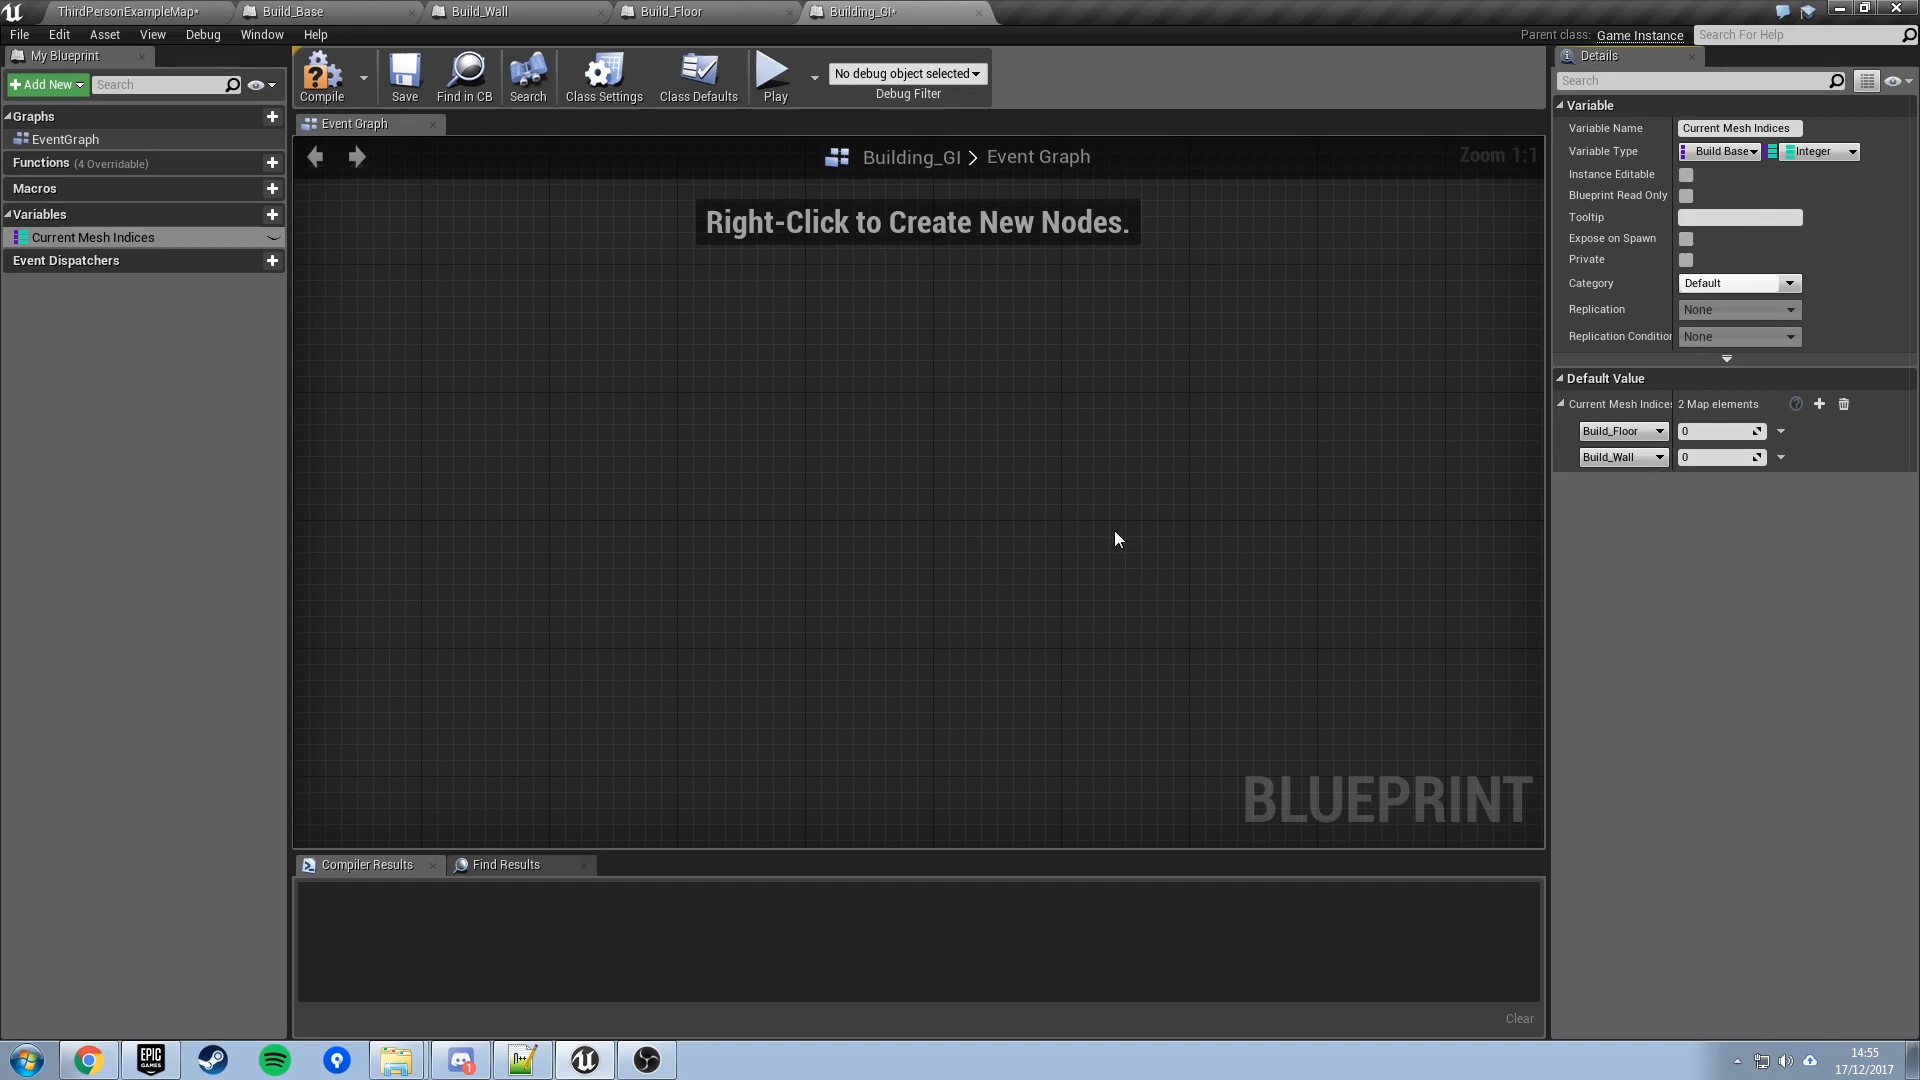 ThirdPersonExampleMap*
Build_Base
Build_Wall
Build_Floor
Building_GI*
File Edit Asset View Debug Window Help
Parent class: Game Instance
Search For Help
My Blueprint
Add New
Search
Graphs
EventGraph
Functions (4 Overridable)
Macros
Variables
Current Mesh Indices
Event Dispatchers
Compile
Save
Find in CB
Search
Class Settings
Class Defaults
Play
No debug object selected
Debug Filter
Event Graph
Building_GI > Event Graph
Zoom 1:1
Right-Click to Create New Nodes.
BLUEPRINT
Compiler Results
Find Results
Clear
Details
Search
Variable
Variable Name Current Mesh Indices
Variable Type Build Base Integer
Instance Editable
Blueprint Read Only
Tooltip
Expose on Spawn
Private
Category Default
Replication None
Replication Condition None
Default Value
Current Mesh Indices 2 Map elements
Build_Floor 0
Build_Wall 0
EPIC GAMES
1
14:55
17/12/2017